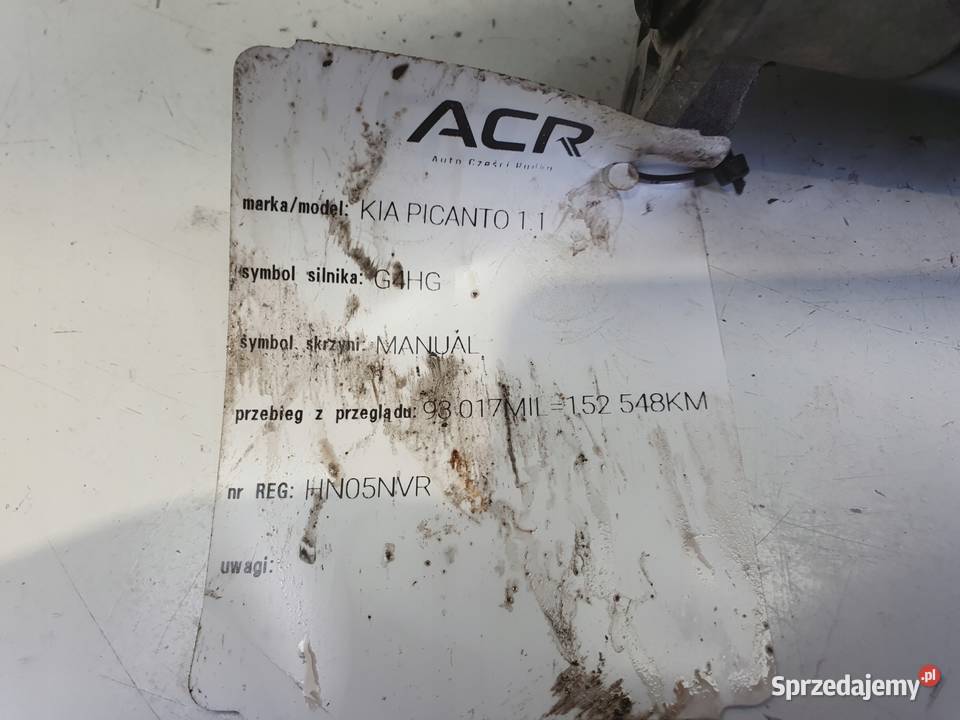 ACR
Auto Części
marka/model: KIA PICANTO 1.1
symbol silnika: G4HG
symbol skrzyni: MANUAL
przebieg z przeglądu: 93 017MIL=152 548KM
nr REG: HN05NVR
uwagi:
Sprzedajemy.pl